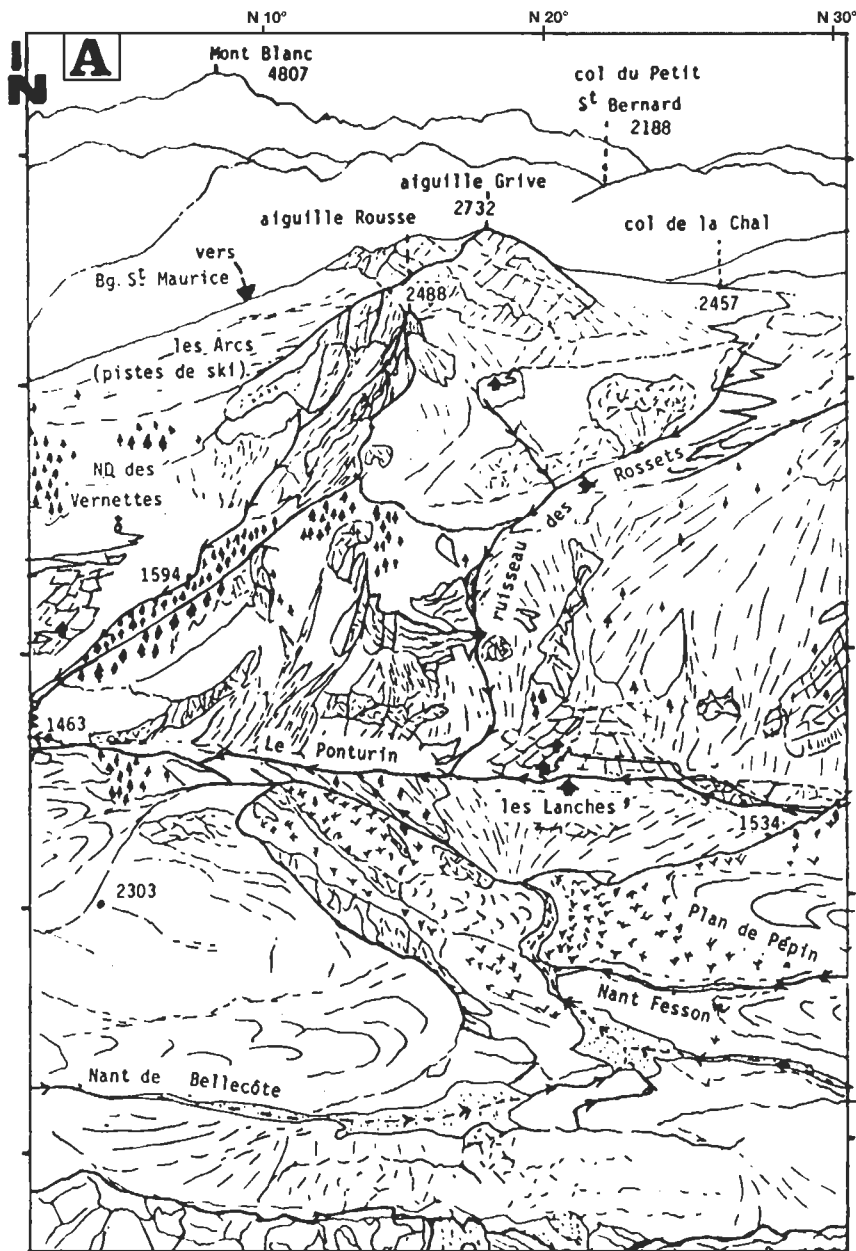 N 10° N 20° N 30°
I
N
A
Mont Blanc
4807
col du Petit
St Bernard
2188
aiguille Grive
2732
aiguille Rousse
col de la Chal
vers
Bg. St Maurice
2488
2457
les Arcs
(pistes de ski)
ND des
Vernettes
ruisseau des Rossets
1594
1463
Le Ponturin
les Lanches
1534
2303
Plan de Pépin
Nant Fesson
Nant de Bellecôte